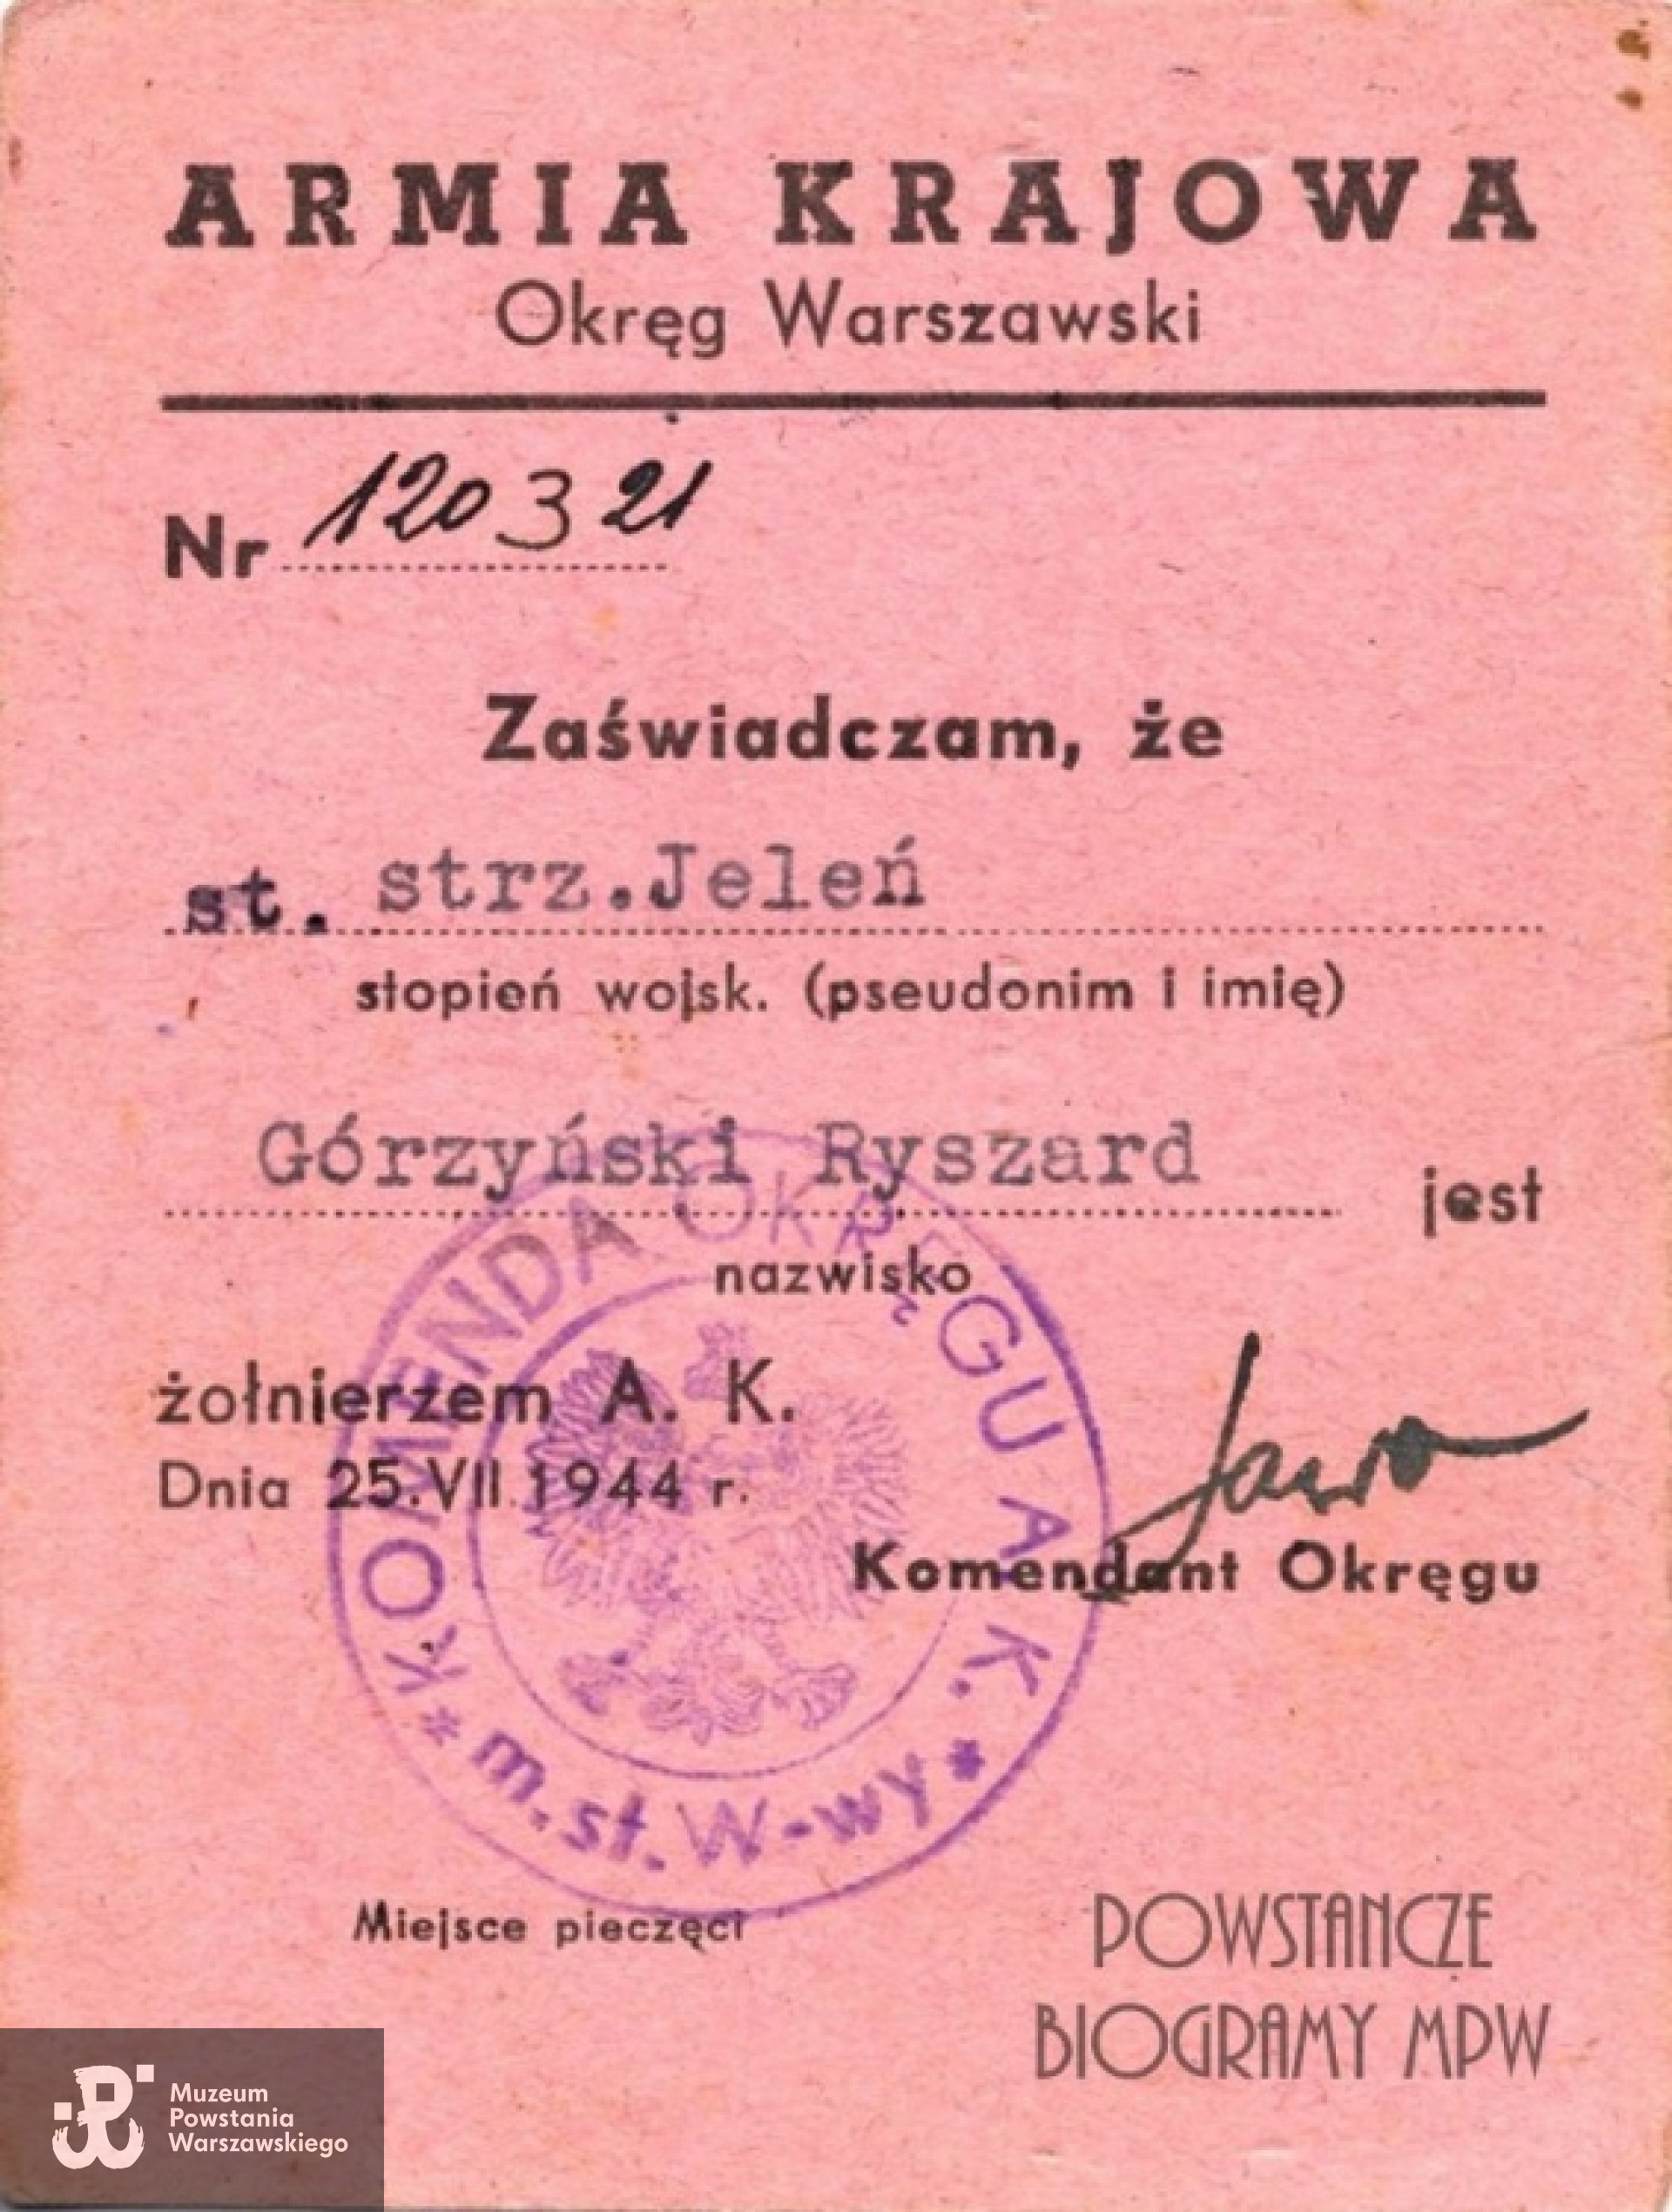 ARMIA KRAJOWA
Okręg Warszawski
Nr 120321
Zaświadczam, że
st. strz. Jeleń
stopień wojsk. (pseudonim i imię)
Górzyński Ryszard jest
nazwisko
żołnierzem A. K.
Dnia 25.VII.1944 r.
Komendant Okręgu
KOMENDA OKRĘGU A.K.
* m.st. W-wy *
Miejsce pieczęci
POWSTAŃCZE
BIOGRAMY MPW
Muzeum
Powstania
Warszawskiego